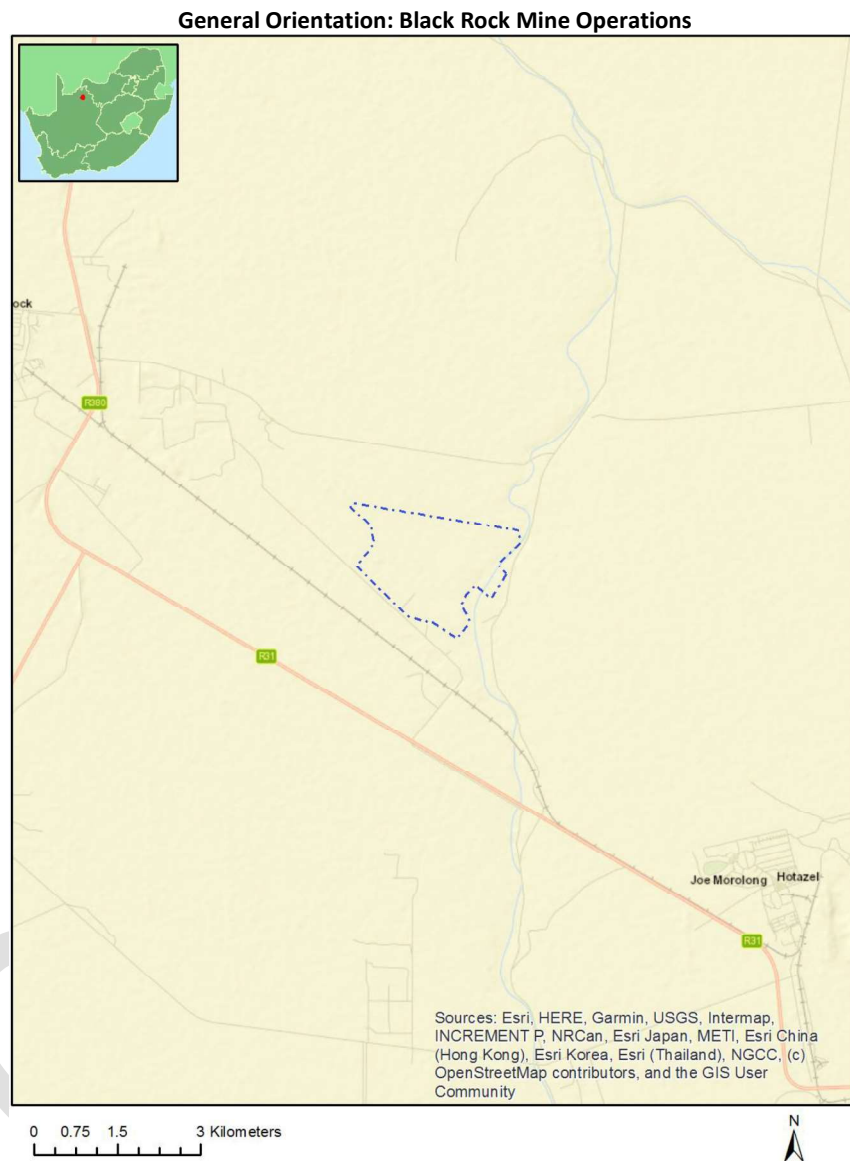 General Orientation: Black Rock Mine Operations
ock
R380
R31
Joe Morolong Hotazel
R31
Sources: Esri, HERE, Garmin, USGS, Intermap,
INCREMENT P, NRCan, Esri Japan, METI, Esri China
(Hong Kong), Esri Korea, Esri (Thailand), NGCC, (c)
OpenStreetMap contributors, and the GIS User
Community
0 0.75 1.5 3 Kilometers
N